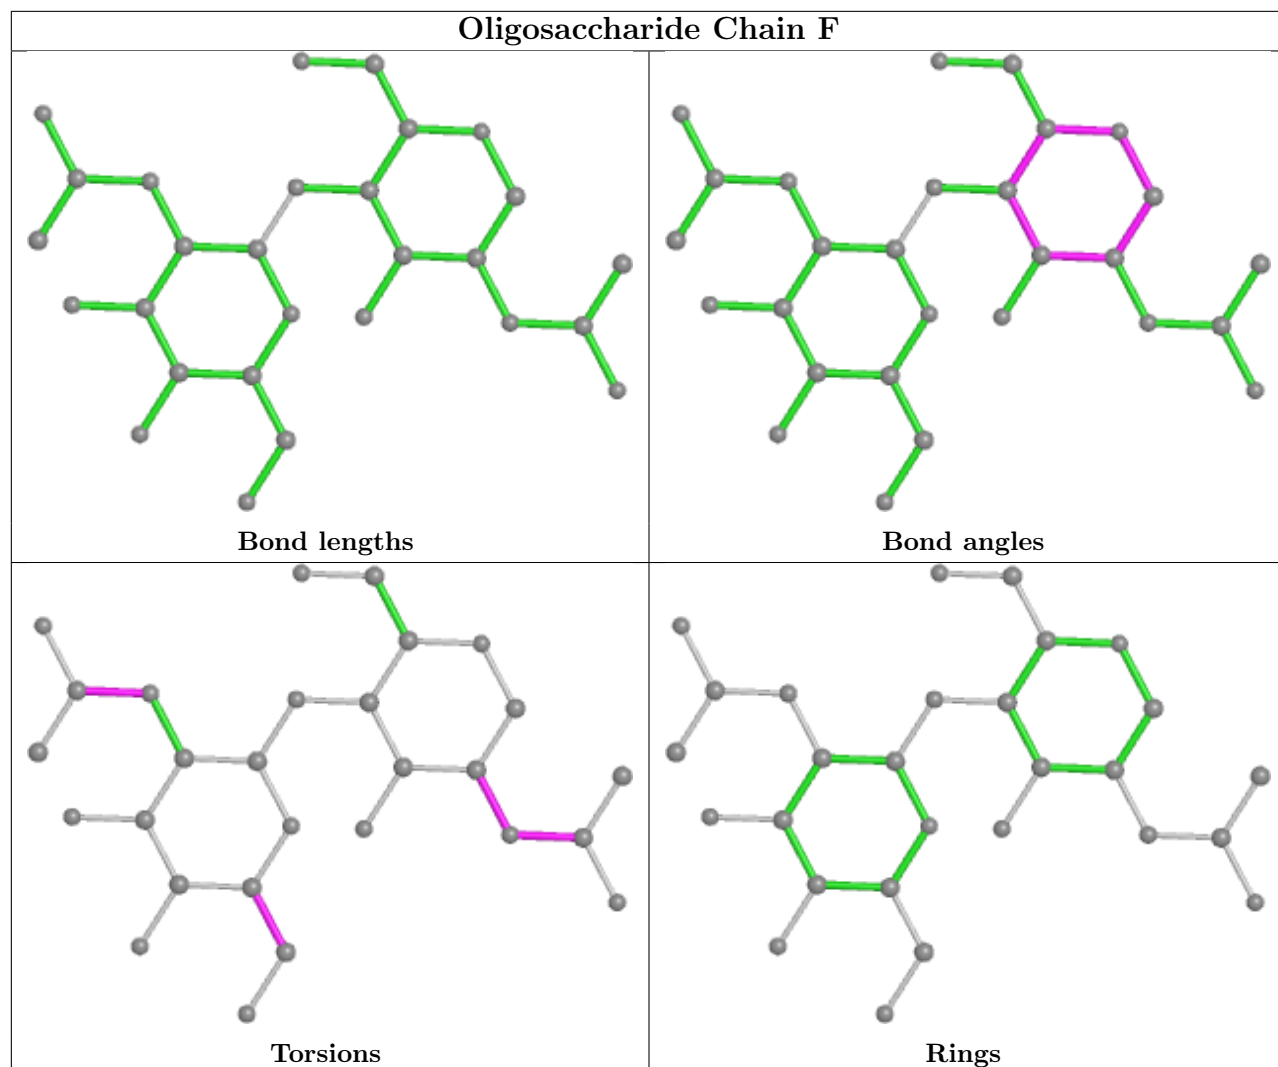 Oligosaccharide Chain F
Bond lengths
Bond angles
Torsions
Rings